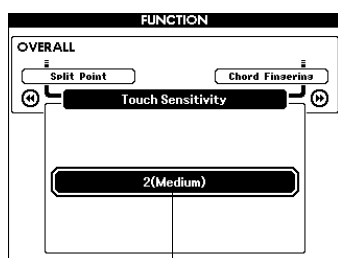 FUNCTION
OVERALL
Split Point
Chord Fingering
Touch Sensitivity
2(Medium)